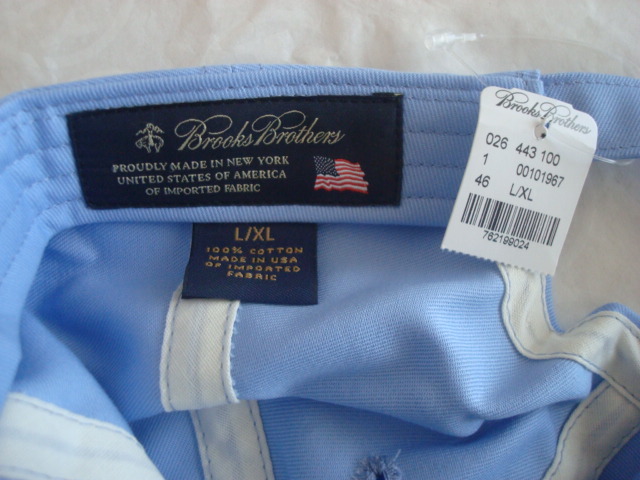 Brooks Brothers
PROUDLY MADE IN NEW YORK
UNITED STATES OF AMERICA
OF IMPORTED FABRIC
L/XL
100% COTTON
MADE IN USA
OF IMPORTED
FABRIC
Brooks Brothers
026 443 100
1 00101967
46 L/XL
762199024